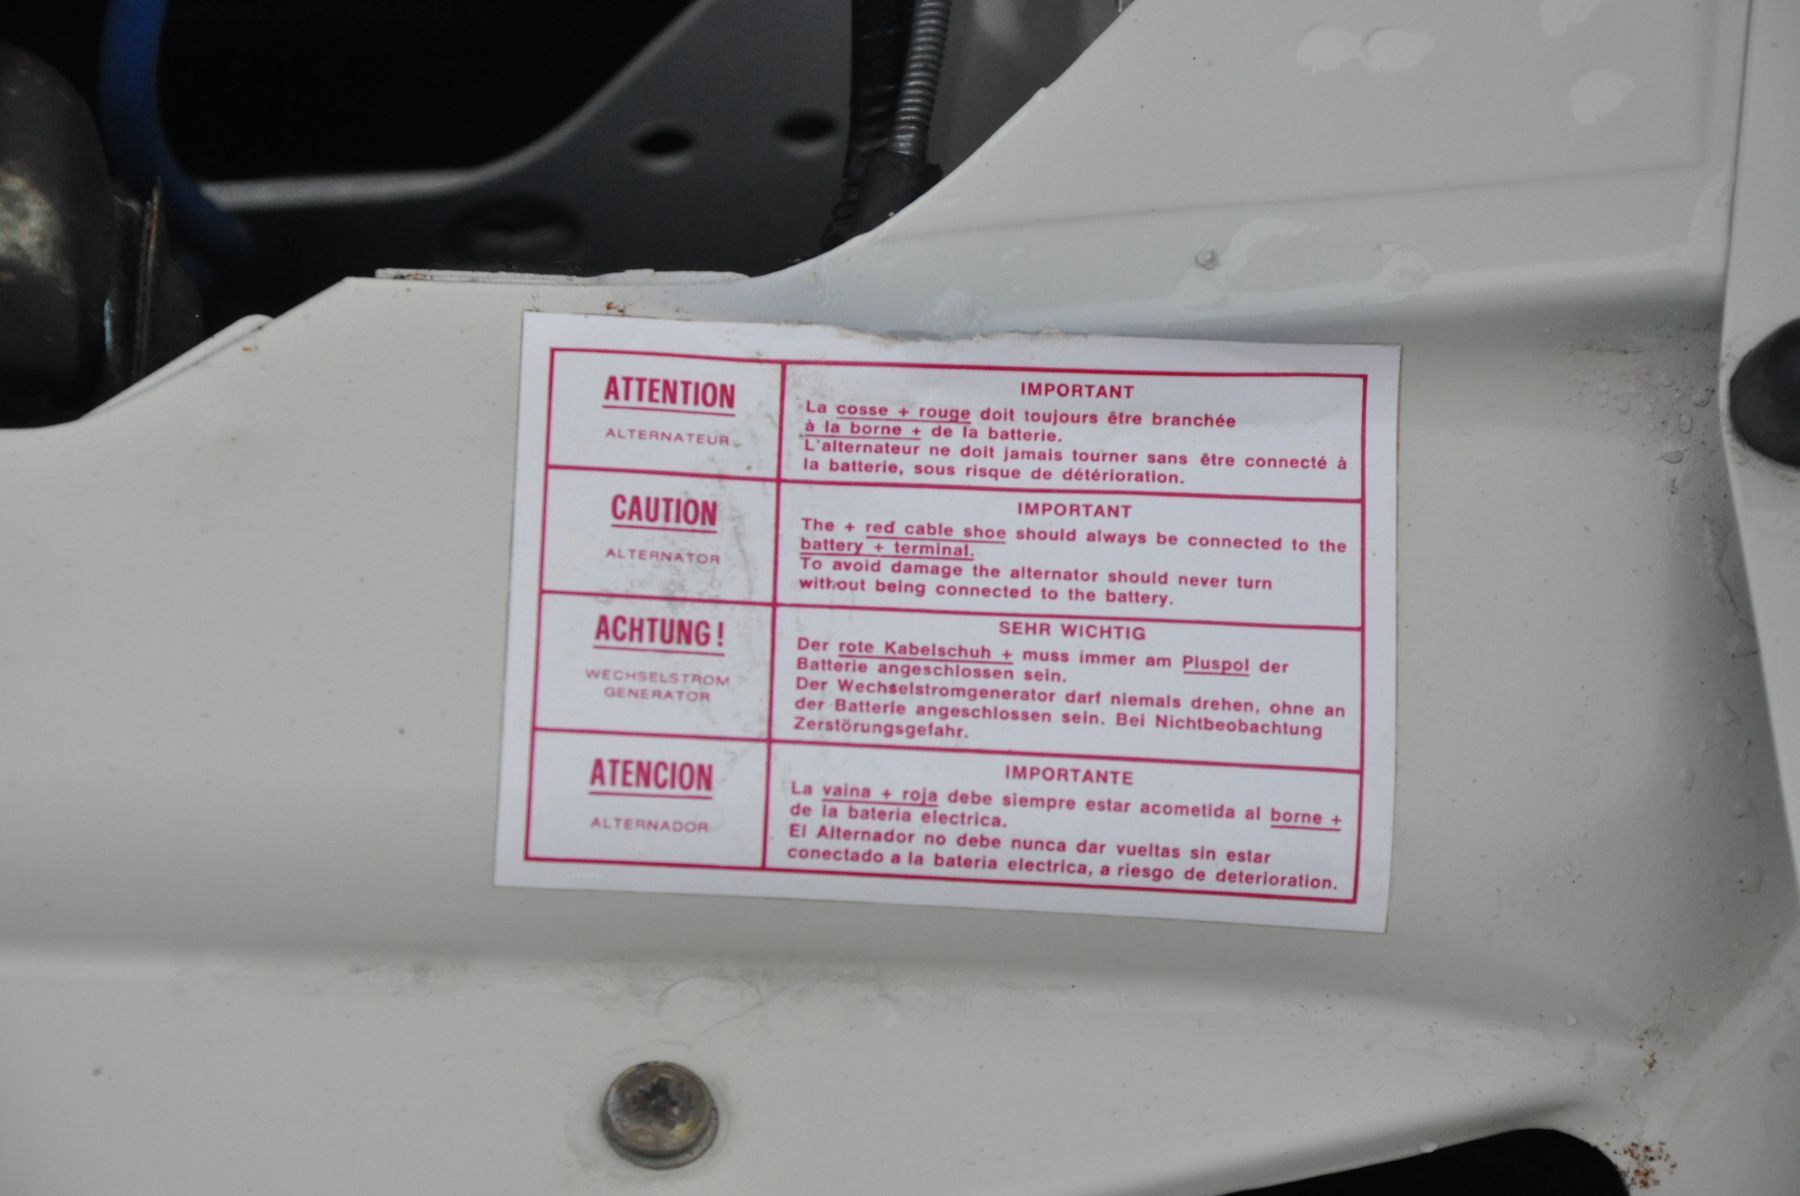 ATTENTION
ALTERNATEUR
IMPORTANT
La cosse + rouge doit toujours être branchée
à la borne + de la batterie.
L'alternateur ne doit jamais tourner sans être connecté à
la batterie, sous risque de détérioration.
CAUTION
ALTERNATOR
IMPORTANT
The + red cable shoe should always be connected to the
battery + terminal.
To avoid damage the alternator should never turn
without being connected to the battery.
ACHTUNG!
WECHSELSTROM
GENERATOR
SEHR WICHTIG
Der rote Kabelschuh + muss immer am Pluspol der
Batterie angeschlossen sein.
Der Wechselstromgenerator darf niemals drehen, ohne an
der Batterie angeschlossen sein. Bei Nichtbeobachtung
Zerstörungsgefahr.
ATENCION
ALTERNADOR
IMPORTANTE
La vaina + roja debe siempre estar acometida al borne +
de la bateria electrica.
El Alternador no debe nunca dar vueltas sin estar
conectado a la bateria electrica, a riesgo de deterioration.